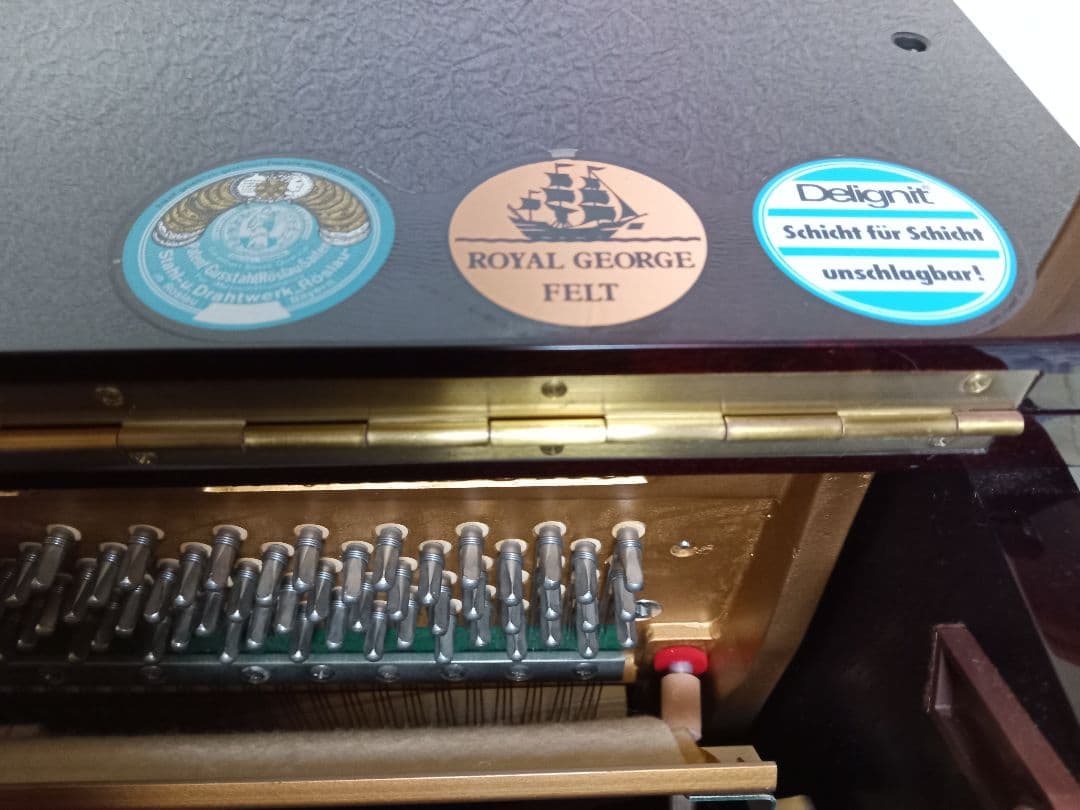 Stahl-u. Drahtwerk Röslau
ROYAL GEORGE
FELT
Delignit®
Schicht für Schicht
unschlagbar!